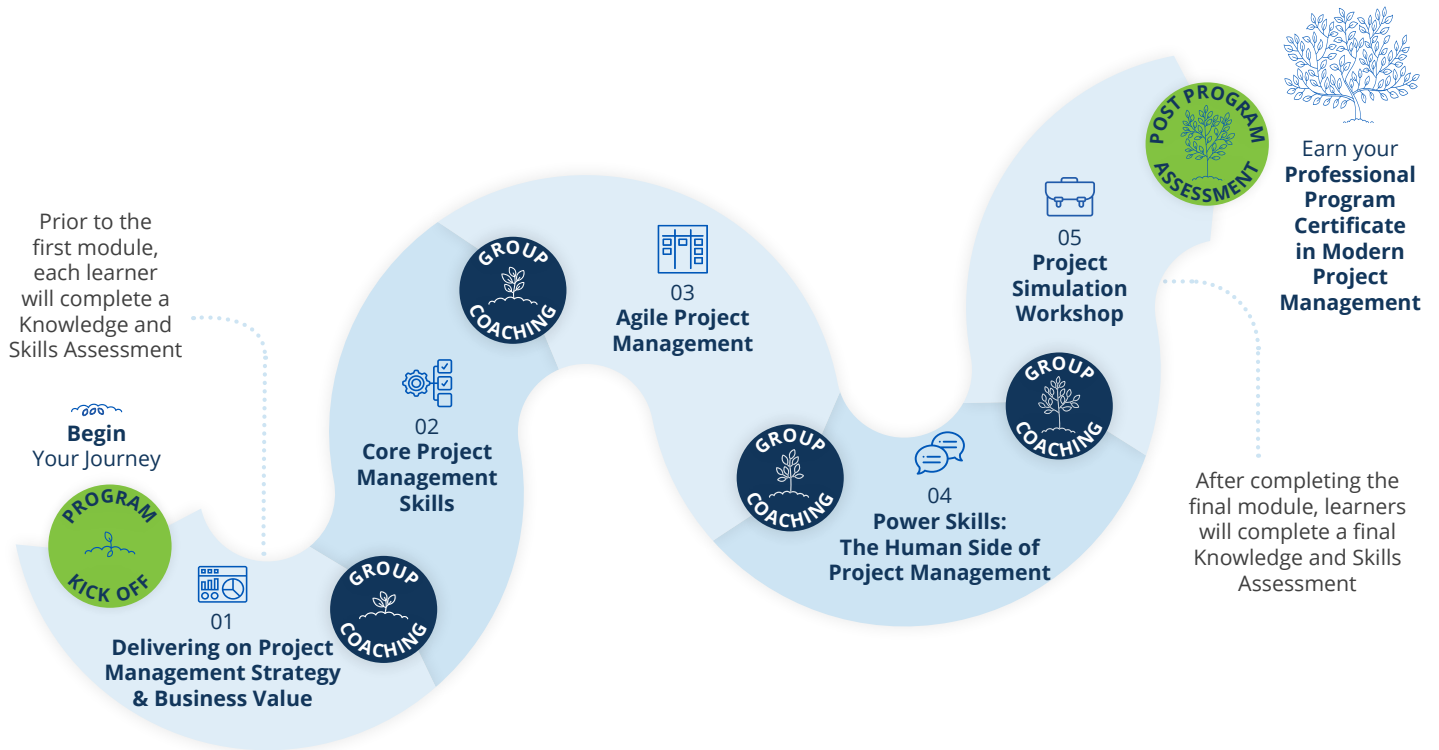 Prior to the
first module,
each learner
will complete a
Knowledge and
Skills Assessment
Begin
Your Journey
PROGRAM
KICK OFF
01
Delivering on Project
Management Strategy
& Business Value
GROUP
COACHING
02
Core Project
Management
Skills
GROUP
COACHING
03
Agile Project
Management
GROUP
COACHING
04
Power Skills:
The Human Side of
Project Management
GROUP
COACHING
05
Project
Simulation
Workshop
After completing the
final module, learners
will complete a final
Knowledge and Skills
Assessment
POST PROGRAM
ASSESSMENT
Earn your
Professional
Program
Certificate
in Modern
Project
Management